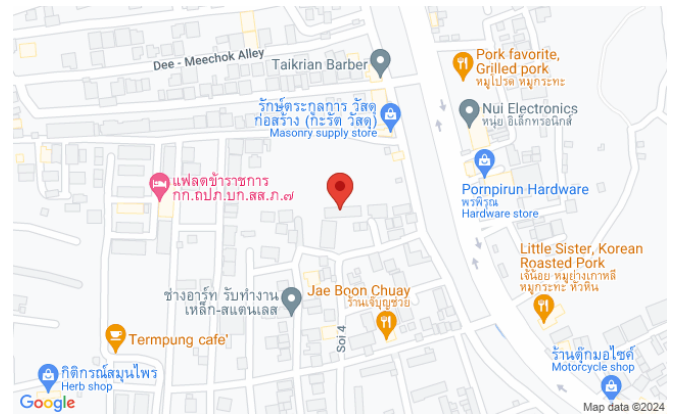 Dee - Meechok Alley
Taikrian Barber
Pork favorite,
Grilled pork
หมูโปรด หมูกระทะ
รักษ์ตระกูลการ วัสดุ
ก่อสร้าง (กะรัต วัสดุ)
Masonry supply store
Nui Electronics
หนุ่ย อิเล็กทรอนิกส์
แฟลตข้าราชการ
กก.ถปภ.บก.สส.ภ.๗
Pornpirun Hardware
พรพิรุณ
Hardware store
Little Sister, Korean
Roasted Pork
เจ้น้อย หมูย่างเกาหลี
หมูกระทะ หัวหิน
ช่างอาร์ท รับทำงาน
เหล็ก-สแตนเลส
Jae Boon Chuay
ร้านเจ๊บุญช่วย
Soi 4
Termpung cafe'
ร้านตุ๊กมอไซค์
Motorcycle shop
กิติกรณ์สมุนไพร
Herb shop
Google
Map data ©2024